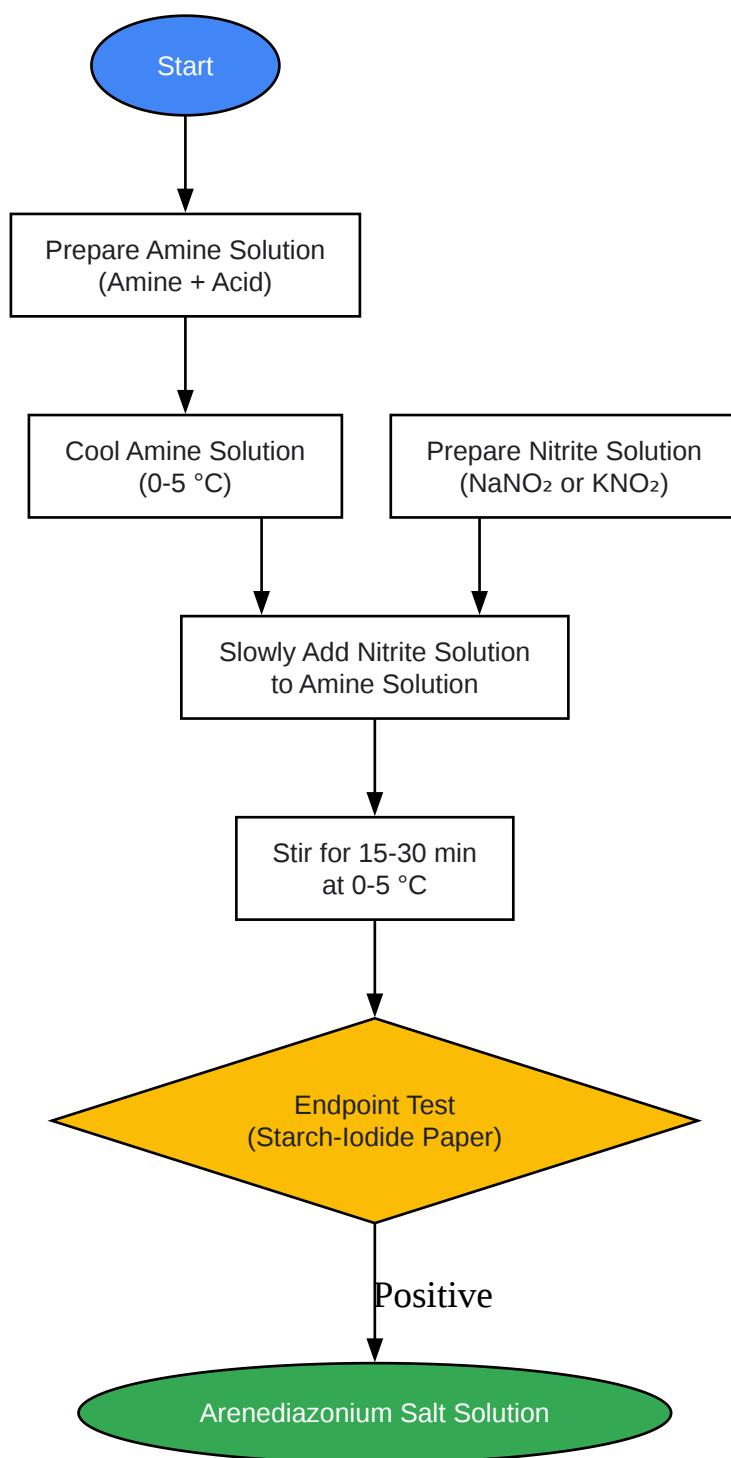 Start
Prepare Amine Solution
(Amine + Acid)
Cool Amine Solution
(0-5 °C)
Prepare Nitrite Solution
(NaNO₂ or KNO₂)
Slowly Add Nitrite Solution
to Amine Solution
Stir for 15-30 min
at 0-5 °C
Endpoint Test
(Starch-Iodide Paper)
Positive
Arenediazonium Salt Solution